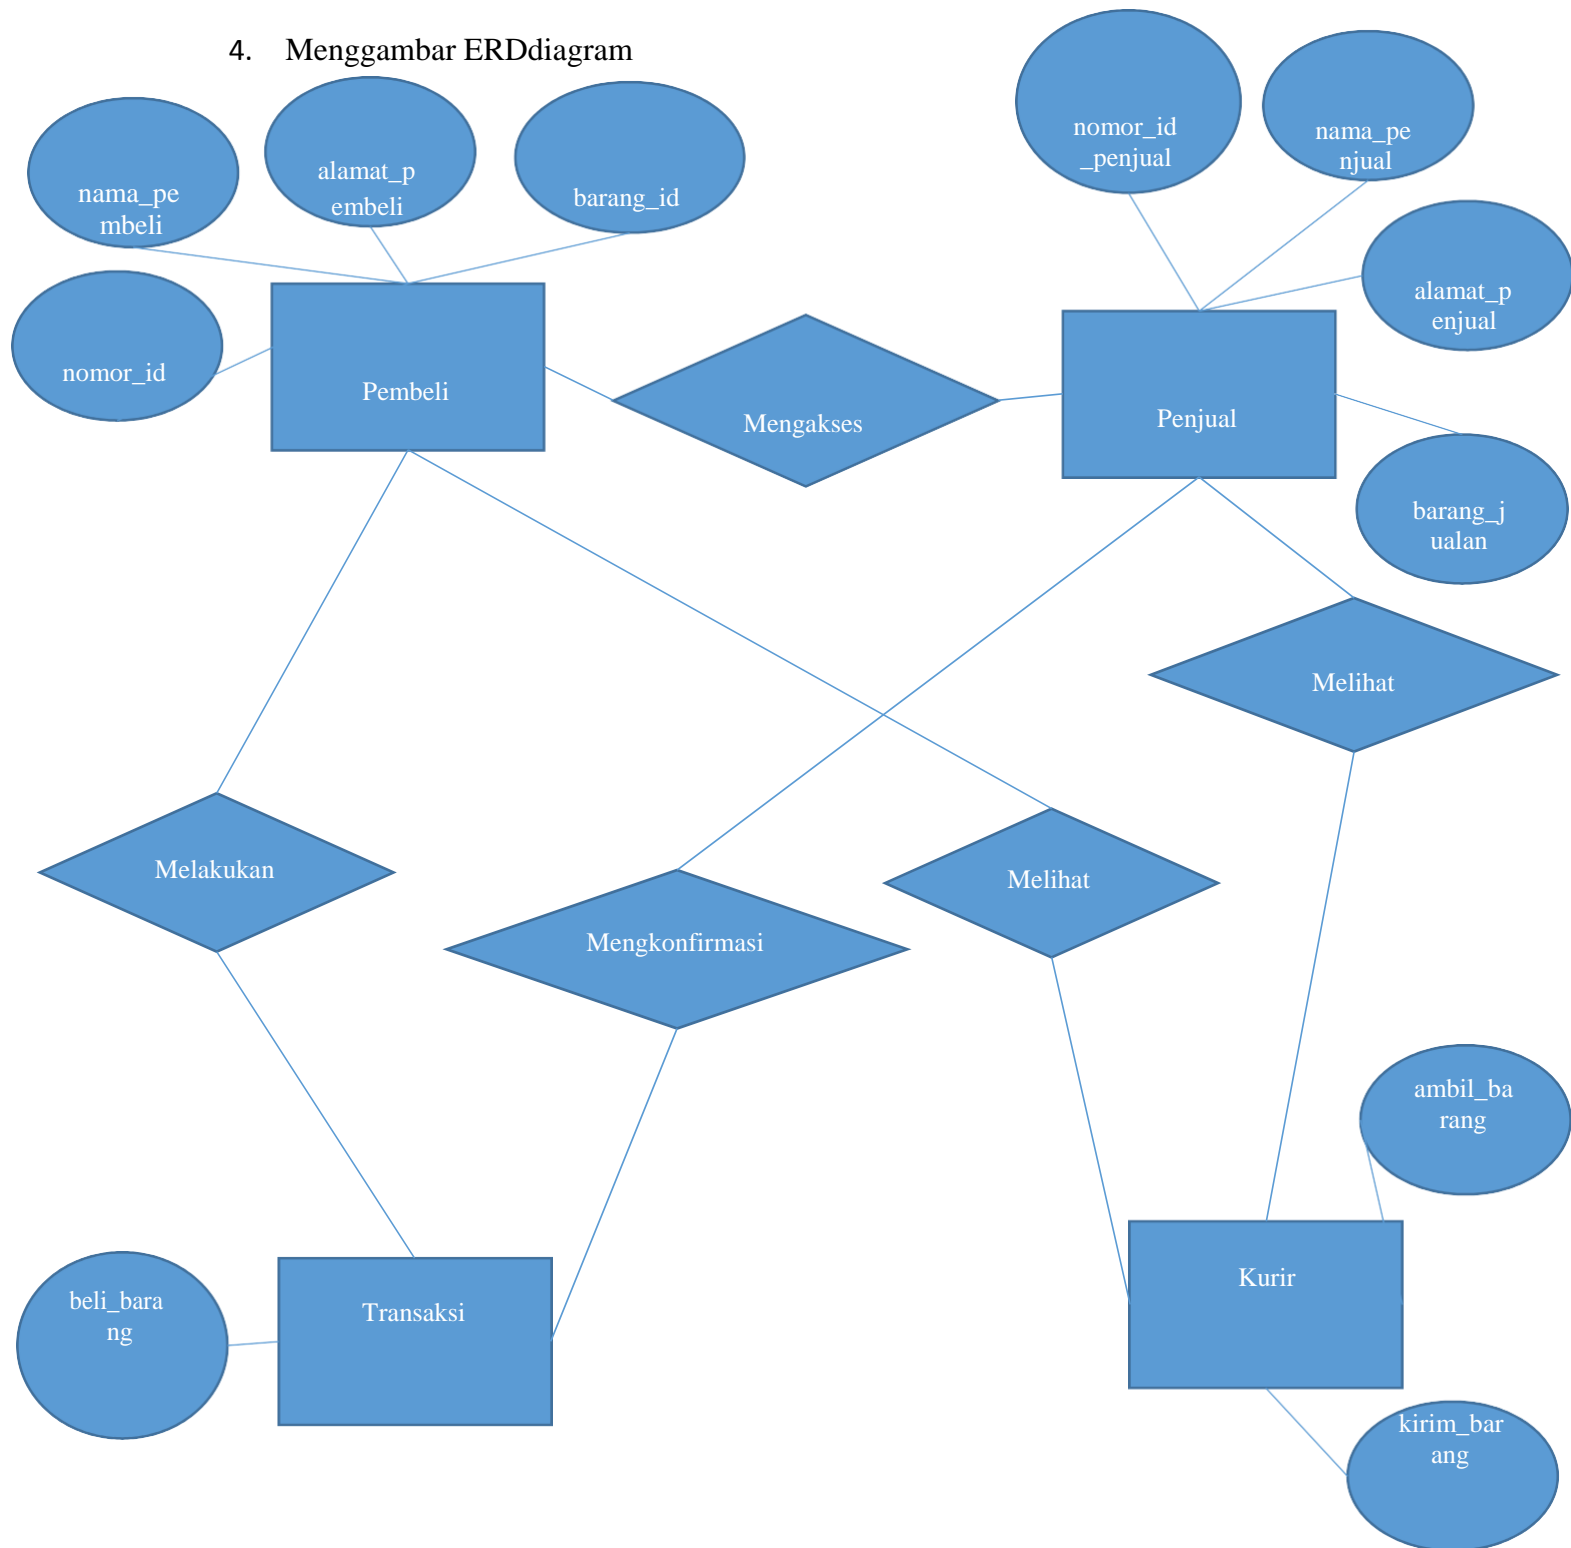 4. Menggambar ERDdiagram
nama_pe
mbeli
alamat_p
embeli
barang_id
nomor_id
_penjual
nama_pe
njual
alamat_p
enjual
nomor_id
Pembeli
Mengakses
Penjual
barang_j
ualan
Melihat
Melakukan
Mengkonfirmasi
Melihat
ambil_ba
rang
beli_bara
ng
Transaksi
Kurir
kirim_bar
ang